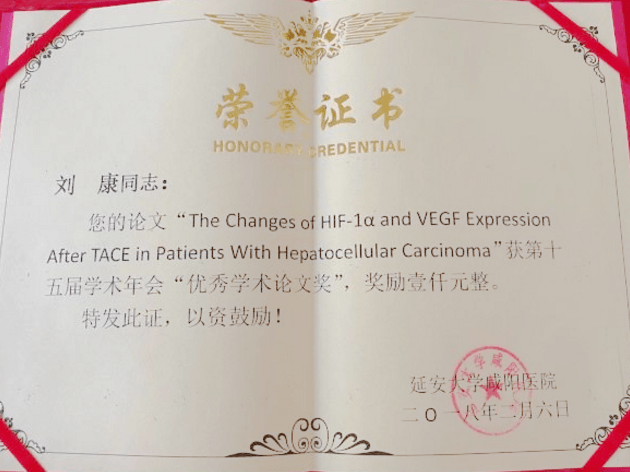 荣誉证书
HONORARY CREDENTIAL
刘 康同志：
您的论文“The Changes of HIF-1α and VEGF Expression
After TACE in Patients With Hepatocellular Carcinoma”获第十
五届学术年会“优秀学术论文奖”，奖励壹仟元整。
特发此证，以资鼓励！
延安大学咸阳医院
二〇一八年二月六日